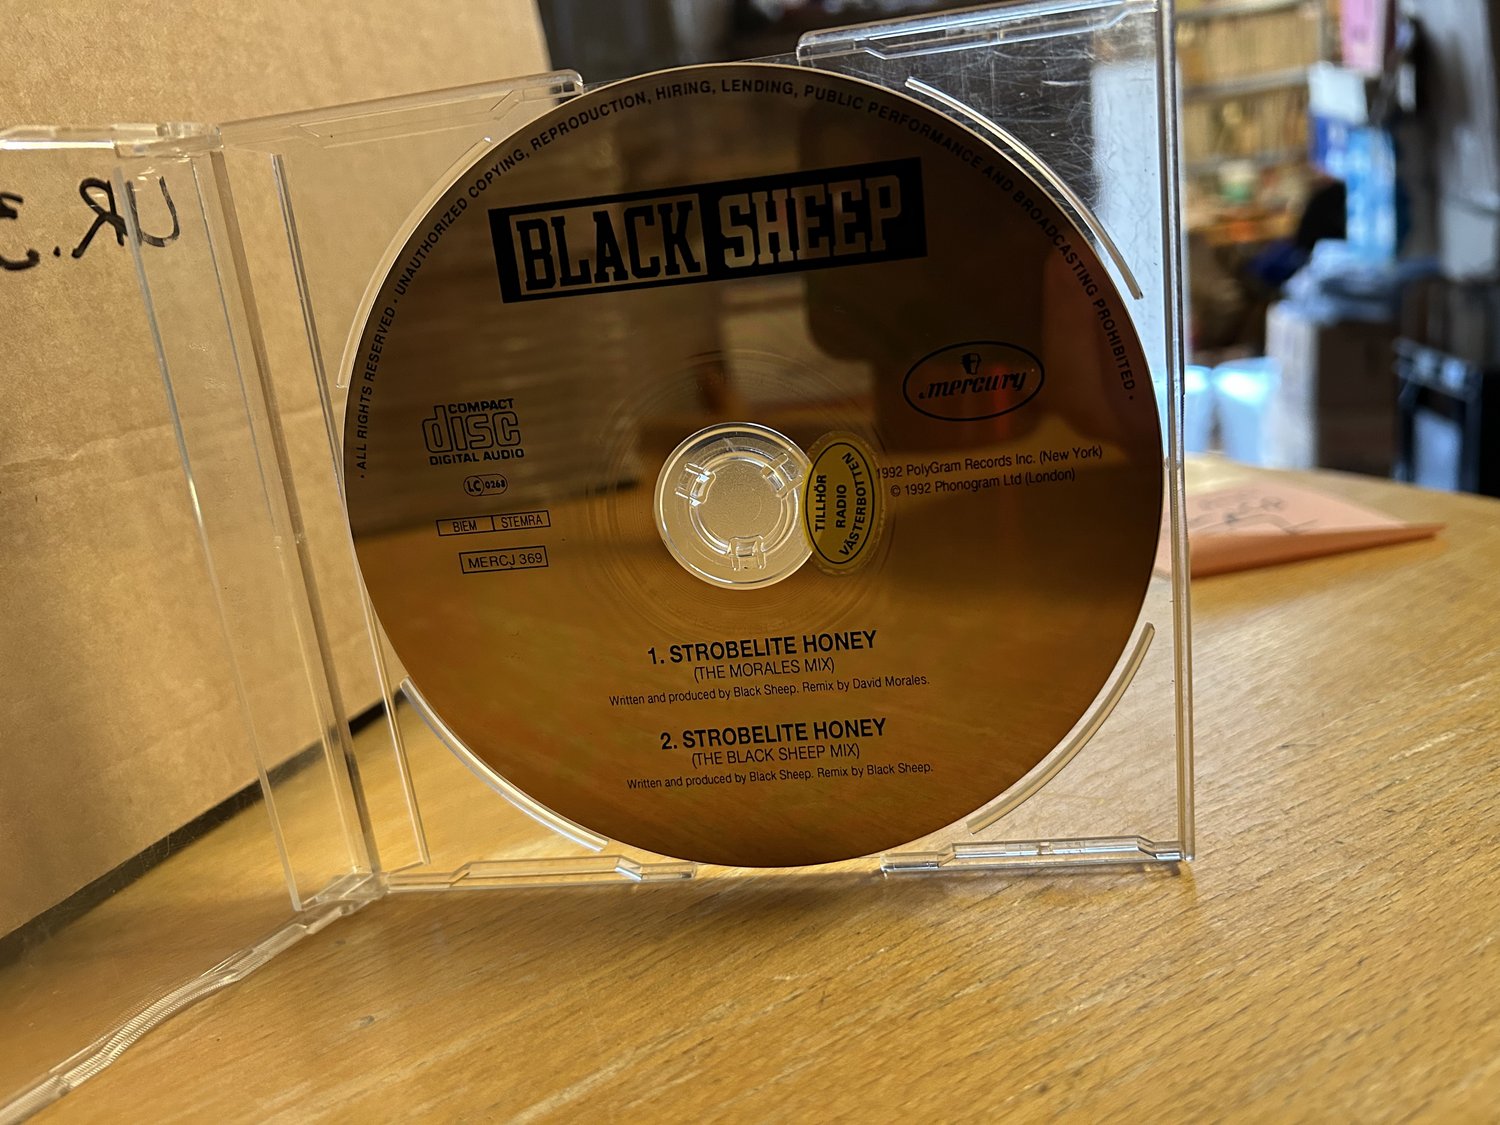 • ALL RIGHTS RESERVED • UNAUTHORIZED COPYING, REPRODUCTION, HIRING, LENDING, PUBLIC PERFORMANCE AND BROADCASTING PROHIBITED •
BLACK SHEEP
mercury
COMPACT
disc
DIGITAL AUDIO
LC 0268
BIEM STEMRA
MERCJ 369
TILLHÖR
RADIO
VÄSTERBOTTEN
1992 PolyGram Records Inc. (New York)
© 1992 Phonogram Ltd (London)
1. STROBELITE HONEY
(THE MORALES MIX)
Written and produced by Black Sheep. Remix by David Morales.
2. STROBELITE HONEY
(THE BLACK SHEEP MIX)
Written and produced by Black Sheep. Remix by Black Sheep.